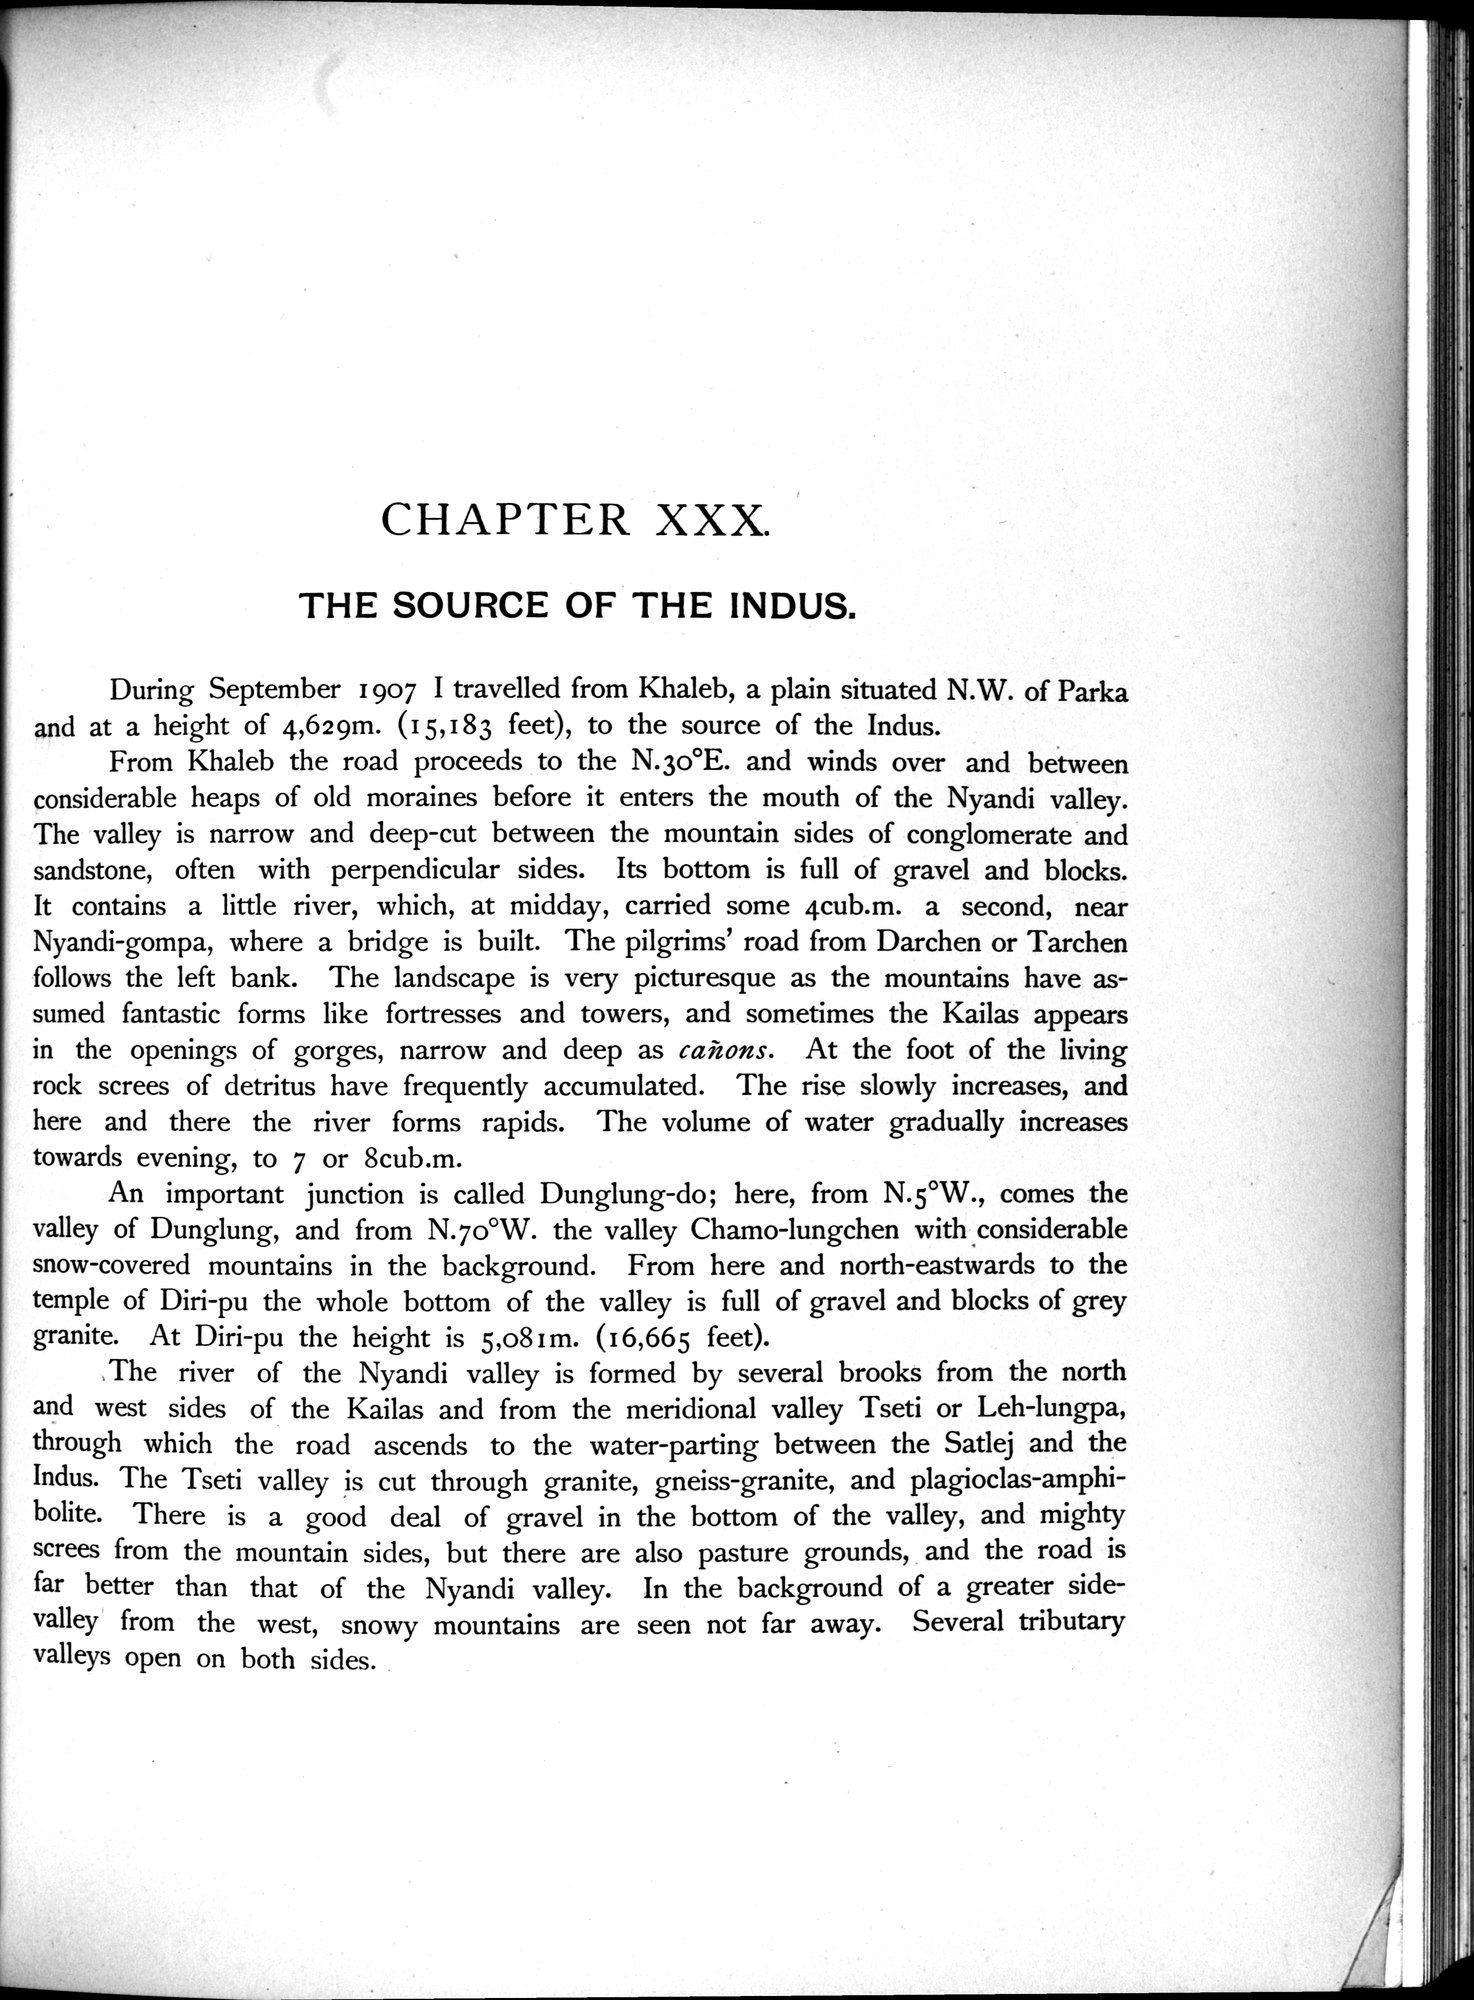 CHAPTER XXX.
THE SOURCE OF THE INDUS.
During September 1907 I travelled from Khaleb, a plain situated N.W. of Parka
and at a height of 4,629m. (15,183 feet), to the source of the Indus.
From Khaleb the road proceeds to the N.30°E. and winds over and between
considerable heaps of old moraines before it enters the mouth of the Nyandi valley.
The valley is narrow and deep-cut between the mountain sides of conglomerate and
sandstone, often with perpendicular sides. Its bottom is full of gravel and blocks.
It contains a little river, which, at midday, carried some 4cub.m. a second, near
Nyandi-gompa, where a bridge is built. The pilgrims' road from Darchen or Tarchen
follows the left bank. The landscape is very picturesque as the mountains have as-
sumed fantastic forms like fortresses and towers, and sometimes the Kailas appears
in the openings of gorges, narrow and deep as cañons. At the foot of the living
rock screes of detritus have frequently accumulated. The rise slowly increases, and
here and there the river forms rapids. The volume of water gradually increases
towards evening, to 7 or 8cub.m.
An important junction is called Dunglung-do; here, from N.5°W., comes the
valley of Dunglung, and from N.70°W. the valley Chamo-lungchen with considerable
snow-covered mountains in the background. From here and north-eastwards to the
temple of Diri-pu the whole bottom of the valley is full of gravel and blocks of grey
granite. At Diri-pu the height is 5,081m. (16,665 feet).
The river of the Nyandi valley is formed by several brooks from the north
and west sides of the Kailas and from the meridional valley Tseti or Leh-lungpa,
through which the road ascends to the water-parting between the Satlej and the
Indus. The Tseti valley is cut through granite, gneiss-granite, and plagioclas-amphi-
bolite. There is a good deal of gravel in the bottom of the valley, and mighty
screes from the mountain sides, but there are also pasture grounds, and the road is
far better than that of the Nyandi valley. In the background of a greater side-
valley from the west, snowy mountains are seen not far away. Several tributary
valleys open on both sides.